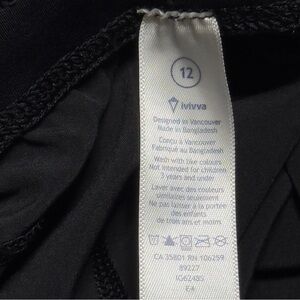 12
ivivva
Designed in Vancouver
Made in Bangladesh
Conçu à Vancouver
Fabriqué au Bangladesh
Wash with like colours
Not intended for children
3 years and under
Laver avec des couleurs
similaires seulement
Ne pas laisser à la portée
des enfants
de trois ans et moins
CA 35801 RN 106259
89227
IG6248S
E4